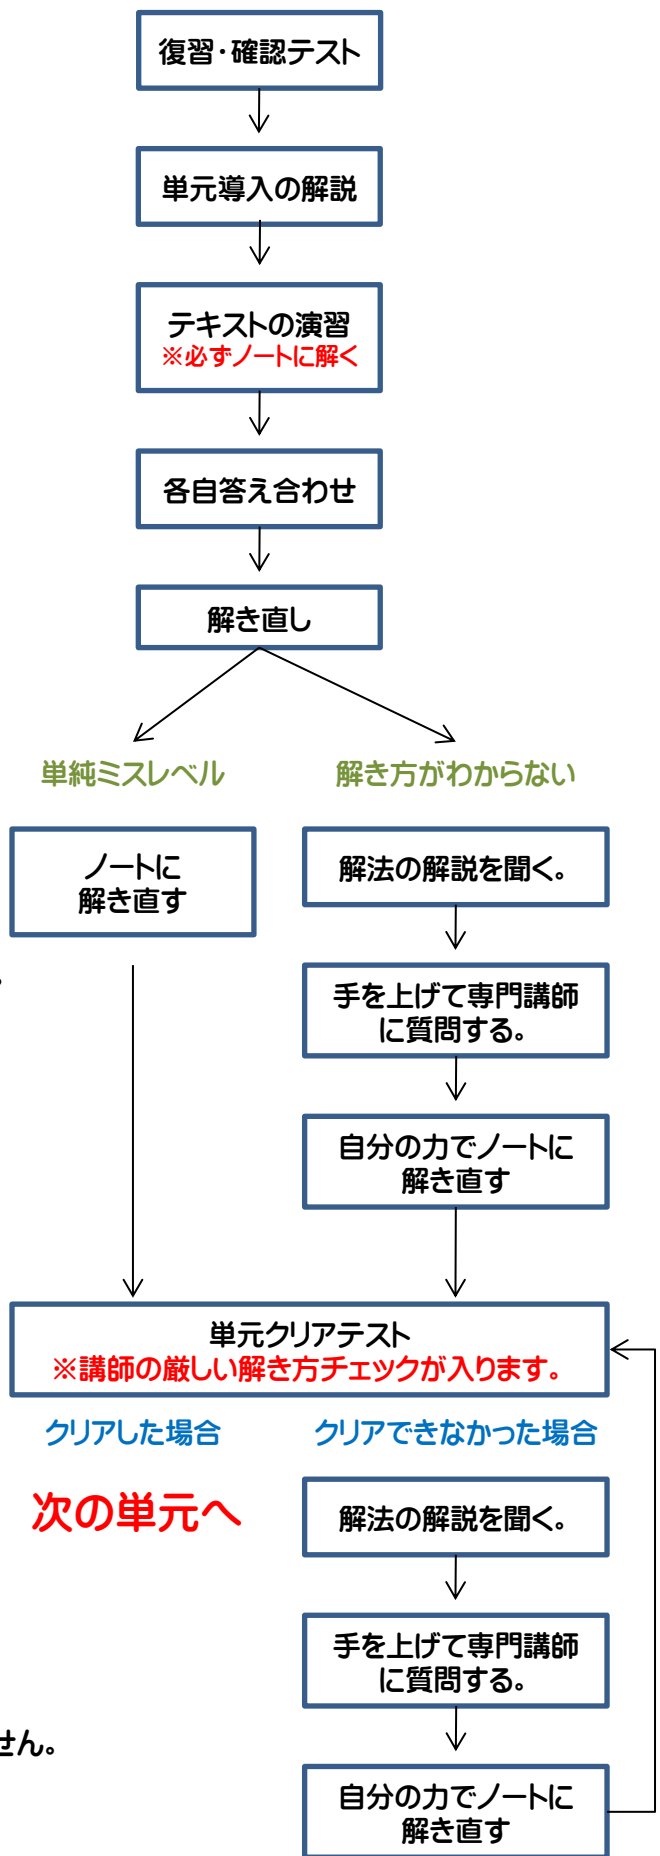 復習・確認テスト
単元導入の解説
テキストの演習
※必ずノートに解く
各自答え合わせ
解き直し
単純ミスレベル
解き方がわからない
ノートに
解き直す
解法の解説を聞く。
。
手を上げて専門講師
に質問する。
自分の力でノートに
解き直す
単元クリアテスト
※講師の厳しい解き方チェックが入ります。
クリアした場合
クリアできなかった場合
次の単元へ
解法の解説を聞く。
手を上げて専門講師
に質問する。
せん。
自分の力でノートに
解き直す